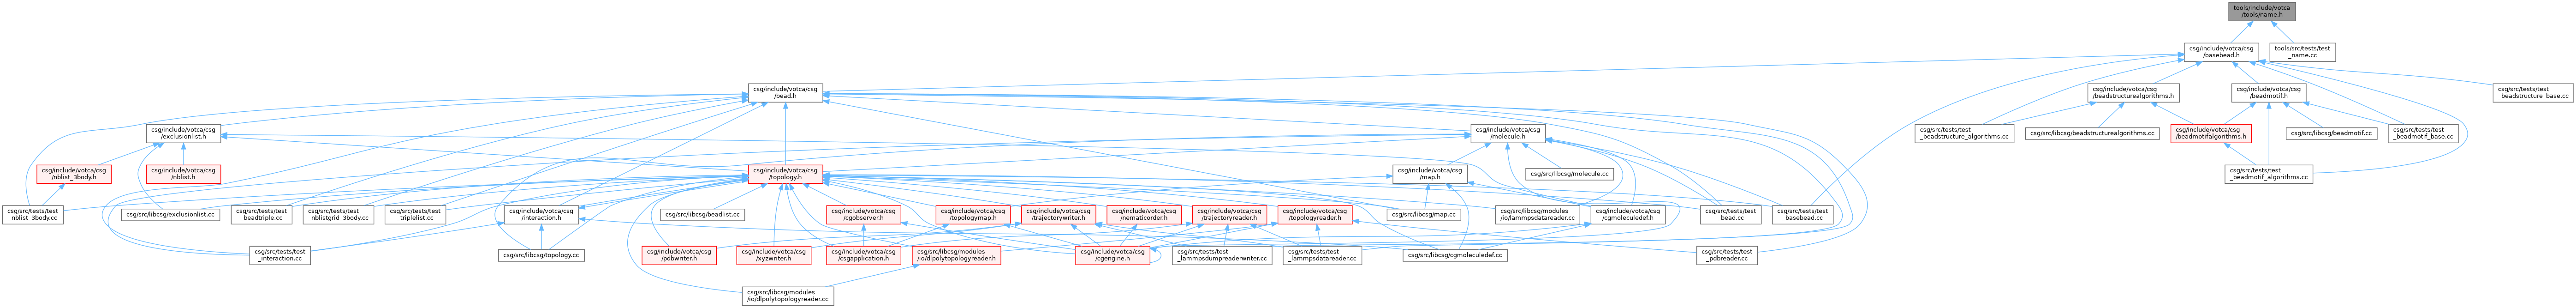 tools/include/votca
/tools/name.h
csg/include/votca/csg
/basebead.h
tools/src/tests/test
_name.cc
csg/include/votca/csg
/bead.h
csg/include/votca/csg
/beadstructurealgorithms.h
csg/include/votca/csg
/beadmotif.h
csg/src/tests/test
_beadstructure_base.cc
csg/include/votca/csg
/exclusionlist.h
csg/include/votca/csg
/molecule.h
csg/src/tests/test
_beadstructure_algorithms.cc
csg/src/libcsg/beadstructurealgorithms.cc
csg/include/votca/csg
/beadmotifalgorithms.h
csg/src/libcsg/beadmotif.cc
csg/src/tests/test
_beadmotif_base.cc
csg/include/votca/csg
/nblist_3body.h
csg/include/votca/csg
/nblist.h
csg/include/votca/csg
/topology.h
csg/include/votca/csg
/map.h
csg/src/libcsg/molecule.cc
csg/src/tests/test
_beadmotif_algorithms.cc
csg/src/tests/test
_nblist_3body.cc
csg/src/libcsg/exclusionlist.cc
csg/src/tests/test
_beadtriple.cc
csg/src/tests/test
_nblistgrid_3body.cc
csg/src/tests/test
_triplelist.cc
csg/include/votca/csg
/interaction.h
csg/src/libcsg/beadlist.cc
csg/include/votca/csg
/cgobserver.h
csg/include/votca/csg
/topologymap.h
csg/include/votca/csg
/trajectorywriter.h
csg/include/votca/csg
/nematicorder.h
csg/include/votca/csg
/trajectoryreader.h
csg/include/votca/csg
/topologyreader.h
csg/src/libcsg/map.cc
csg/src/libcsg/modules
/io/lammpsdatareader.cc
csg/include/votca/csg
/cgmoleculedef.h
csg/src/tests/test
_bead.cc
csg/src/tests/test
_basebead.cc
csg/src/tests/test
_interaction.cc
csg/src/libcsg/topology.cc
csg/include/votca/csg
/pdbwriter.h
csg/include/votca/csg
/xyzwriter.h
csg/include/votca/csg
/csgapplication.h
csg/src/libcsg/modules
/io/dlpolytopologyreader.h
csg/include/votca/csg
/cgengine.h
csg/src/tests/test
_lammpsdumpreaderwriter.cc
csg/src/tests/test
_lammpsdatareader.cc
csg/src/libcsg/cgmoleculedef.cc
csg/src/tests/test
_pdbreader.cc
csg/src/libcsg/modules
/io/dlpolytopologyreader.cc